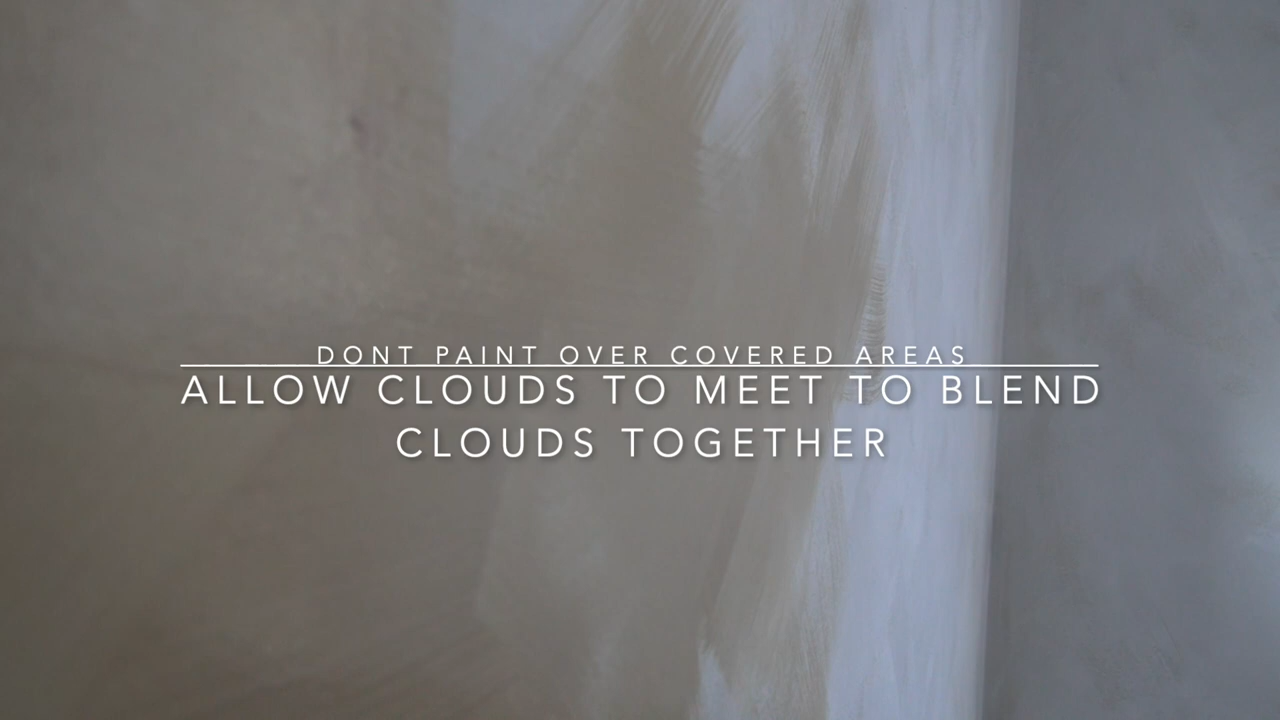 DONT PAINT OVER COVERED AREAS
ALLOW CLOUDS TO MEET TO BLEND
CLOUDS TOGETHER